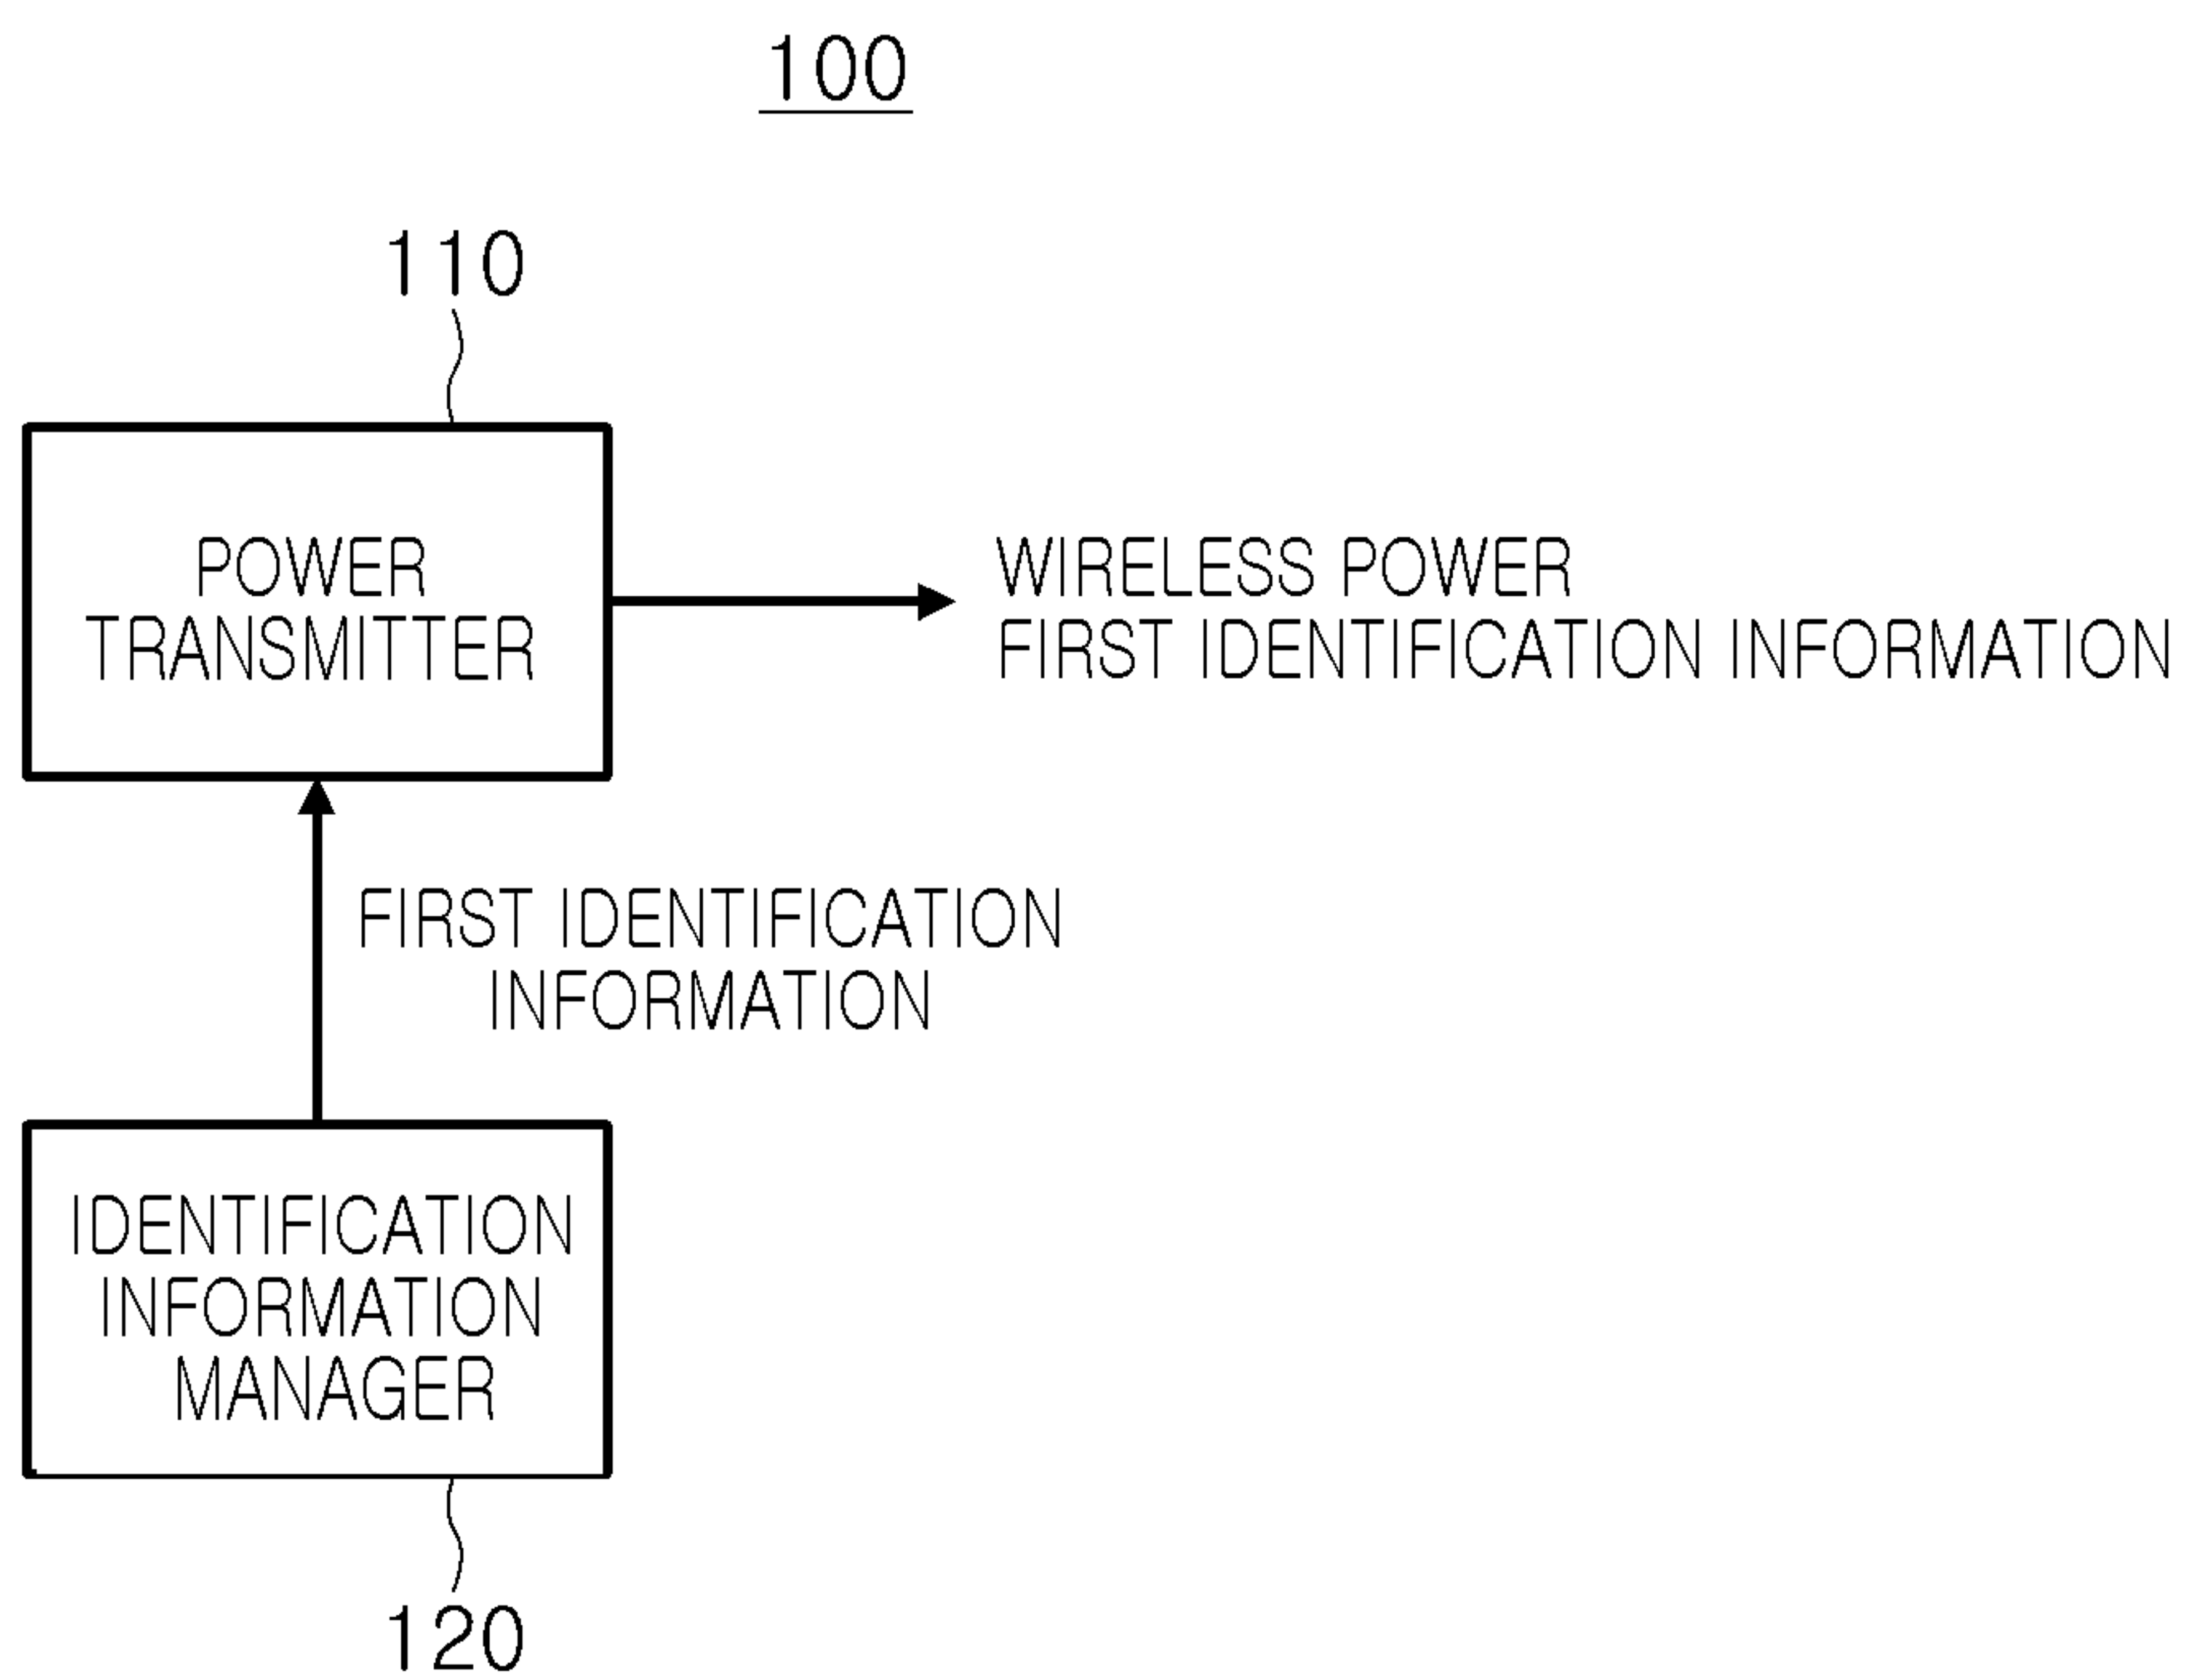 100
110
POWER
TRANSMITTER
WIRELESS POWER
FIRST IDENTIFICATION INFORMATION
FIRST IDENTIFICATION
INFORMATION
IDENTIFICATION
INFORMATION
MANAGER
120